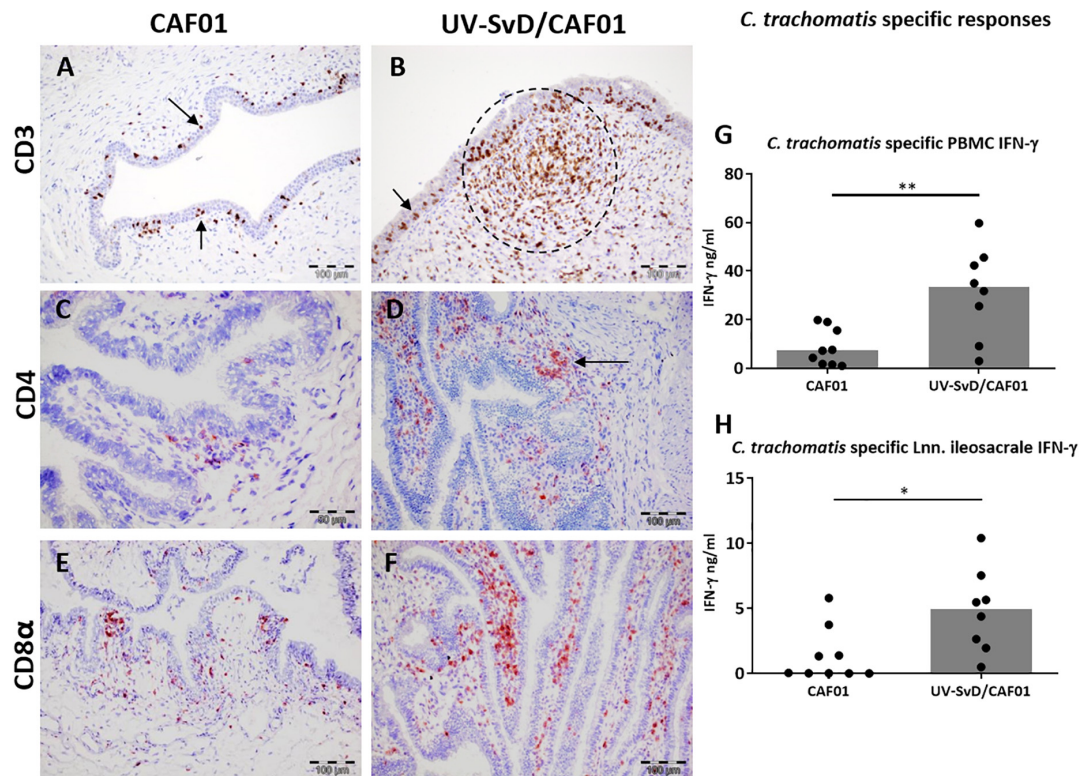 CAF01
UV-SvD/CAF01
C. trachomatis specific responses
CD3
A
100 µm
B
100 µm
CD4
C
50 µm
D
100 µm
CD8α
E
100 µm
F
100 µm
G
C. trachomatis specific PBMC IFN-γ
**
IFN-γ ng/ml
80
60
40
20
0
CAF01
UV-SvD/CAF01
H
C. trachomatis specific Lnn. ileosacrale IFN-γ
*
IFN-γ ng/ml
15
10
5
0
CAF01
UV-SvD/CAF01